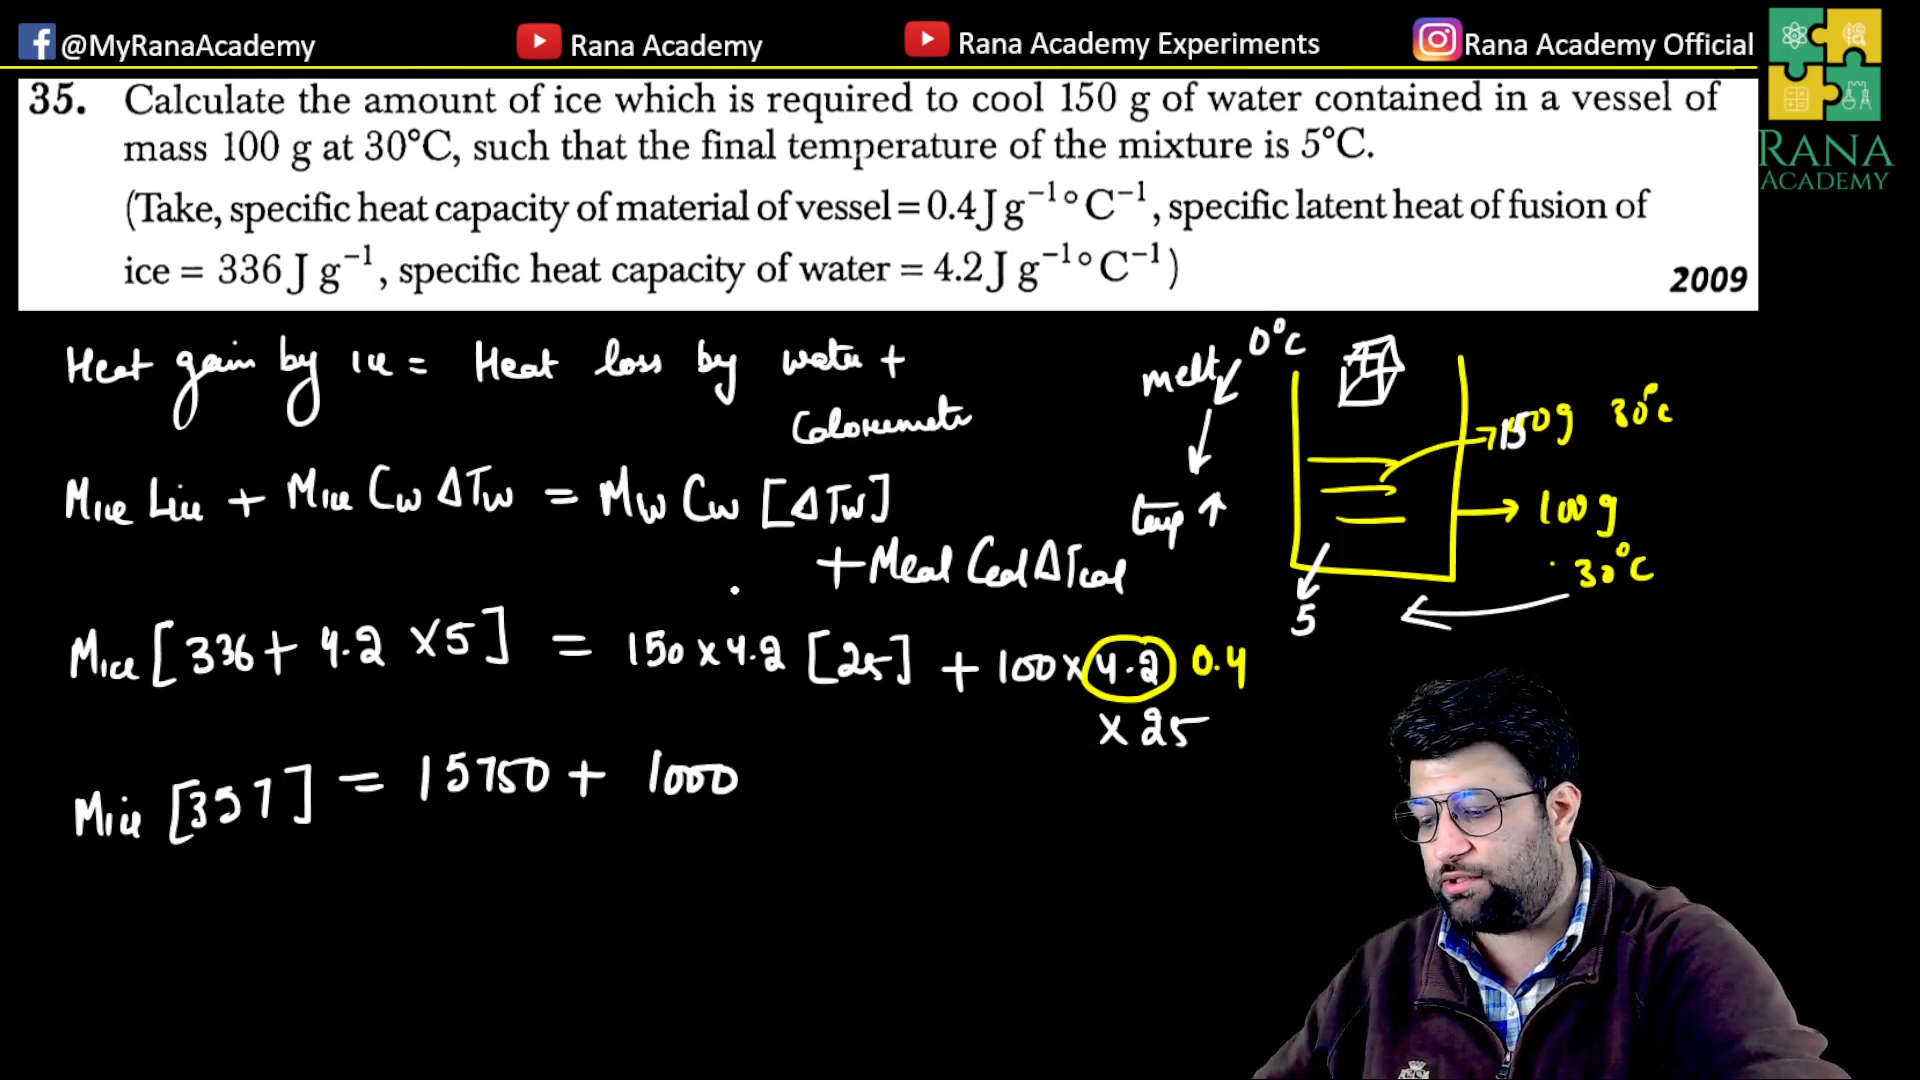 @MyRanaAcademy Rana Academy Rana Academy Experiments Rana Academy Official
RANA
ACADEMY
35. Calculate the amount of ice which is required to cool 150 g of water contained in a vessel of
mass 100 g at 30°C, such that the final temperature of the mixture is 5°C.
(Take, specific heat capacity of material of vessel = 0.4 J g⁻¹°C⁻¹, specific latent heat of fusion of
ice = 336 J g⁻¹, specific heat capacity of water = 4.2 J g⁻¹°C⁻¹)
2009
Heat gain by ice = Heat loss by water +
Calorimeter
Mice Lice + Mice Cw ΔTw = Mw Cw [ΔTw]
+ Mcal Ccal ΔTcal
Mice [336 + 4.2 × 5] = 150 × 4.2 [25] + 100 × 4.2 0.4
× 25
Mice [357] = 15750 + 1000
0°C
melt
temp ↑
150g 30°C
100g
30°C
5